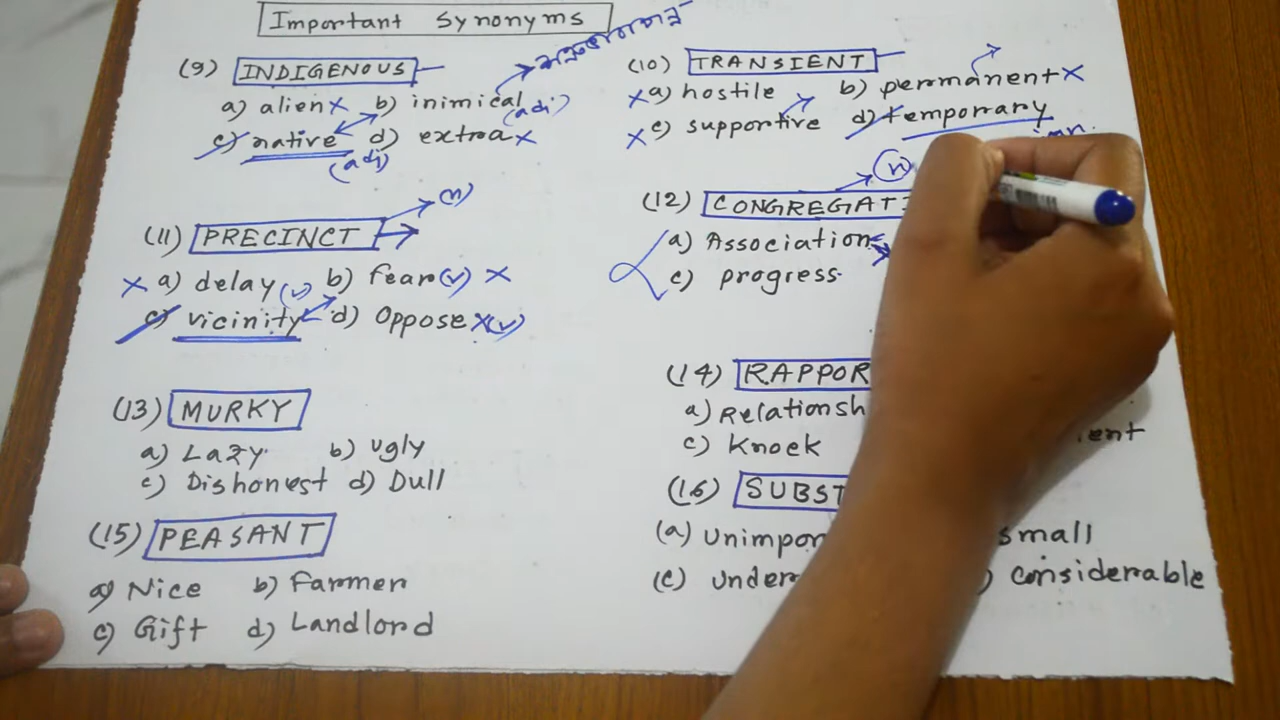 Important Synonyms
(9) INDIGENOUS
a) alien x b) inimical (adj)
c) native d) extra x
(adj)
(10) TRANSIENT
x a) hostile b) permanent x
x c) supportive d) temporary
(11) PRECINCT (n)
x a) delay (v) b) fear (v) x
c) vicinity d) Oppose x (v)
(12) CONGREGATI (n)
a) Association
c) progress
(13) MURKY
a) Lazy b) ugly
c) Dishonest d) Dull
(14) RAPPOR
a) Relationsh
c) Knock ient
(15) PEASANT
a) Nice b) Farmer
c) Gift d) Landlord
(16) SUBST
(a) Unimpor small
(c) Under ) Considerable